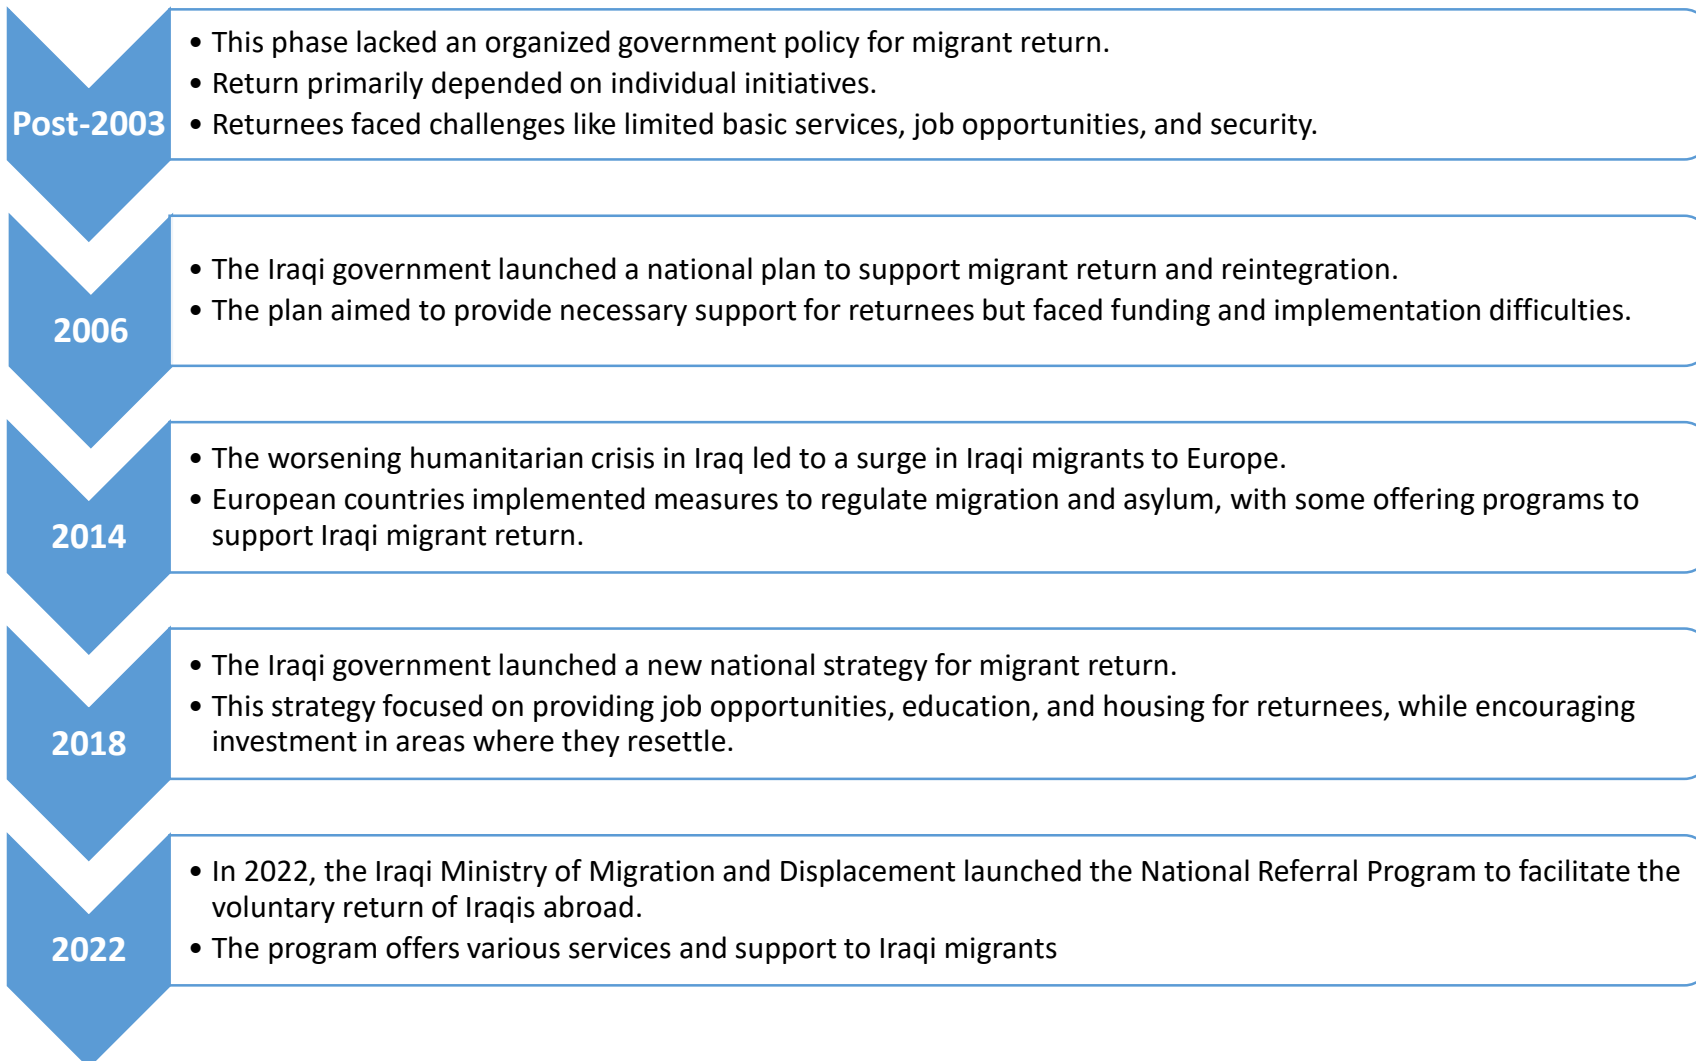 Post-2003
• This phase lacked an organized government policy for migrant return.
• Return primarily depended on individual initiatives.
• Returnees faced challenges like limited basic services, job opportunities, and security.
2006
• The Iraqi government launched a national plan to support migrant return and reintegration.
• The plan aimed to provide necessary support for returnees but faced funding and implementation difficulties.
2014
• The worsening humanitarian crisis in Iraq led to a surge in Iraqi migrants to Europe.
• European countries implemented measures to regulate migration and asylum, with some offering programs to
support Iraqi migrant return.
2018
• The Iraqi government launched a new national strategy for migrant return.
• This strategy focused on providing job opportunities, education, and housing for returnees, while encouraging
investment in areas where they resettle.
2022
• In 2022, the Iraqi Ministry of Migration and Displacement launched the National Referral Program to facilitate the
voluntary return of Iraqis abroad.
• The program offers various services and support to Iraqi migrants